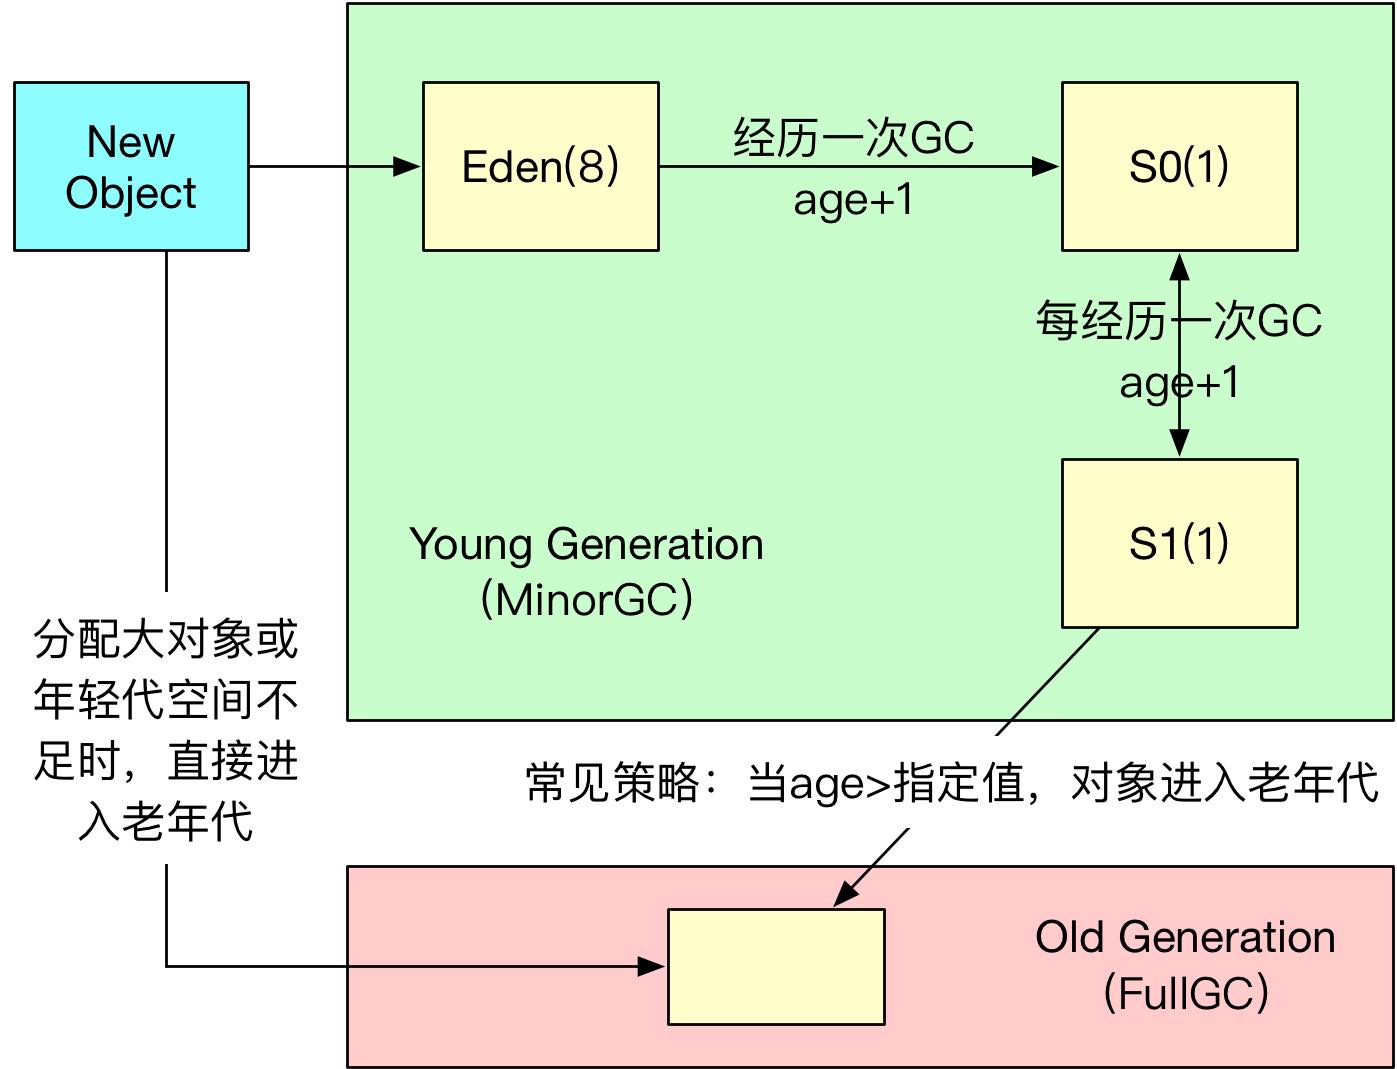 New
Object
Eden(8)
经历一次GC
age+1
S0(1)
每经历一次GC
age+1
S1(1)
Young Generation
(MinorGC)
分配大对象或
年轻代空间不
足时，直接进
入老年代
常见策略：当age>指定值，对象进入老年代
Old Generation
(FullGC)